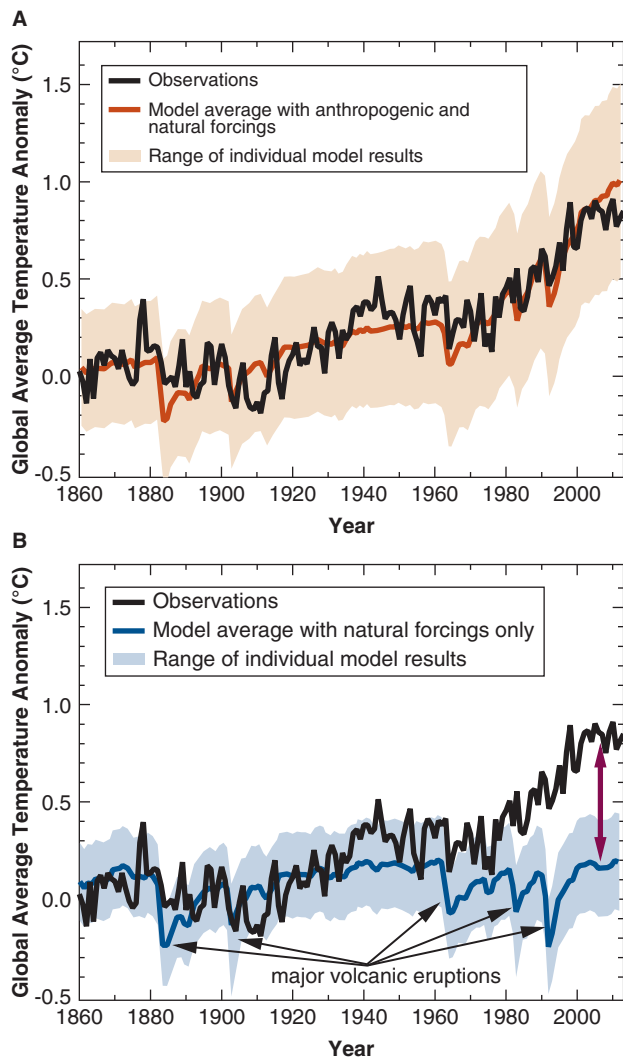 A
Global Average Temperature Anomaly (°C)
1.5
1.0
0.5
0.0
-0.5
Observations
Model average with anthropogenic and
natural forcings
Range of individual model results
1860 1880 1900 1920 1940 1960 1980 2000
Year
B
Global Average Temperature Anomaly (°C)
1.5
1.0
0.5
0.0
-0.5
Observations
Model average with natural forcings only
Range of individual model results
major volcanic eruptions
1860 1880 1900 1920 1940 1960 1980 2000
Year